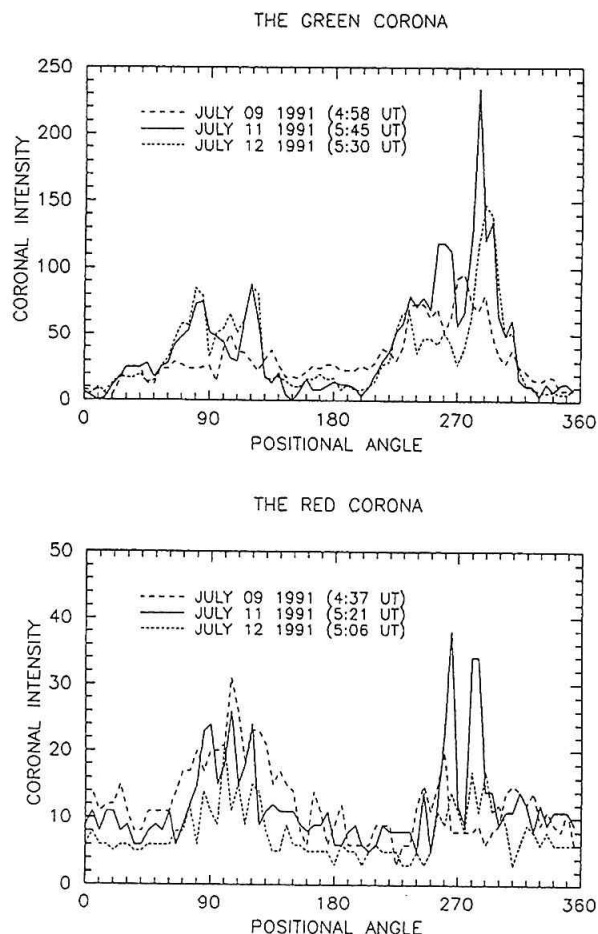 THE GREEN CORONA
250
200
150
100
50
0
CORONAL INTENSITY
JULY 09 1991 (4:58 UT)
JULY 11 1991 (5:45 UT)
JULY 12 1991 (5:30 UT)
0 90 180 270 360
POSITIONAL ANGLE
THE RED CORONA
50
40
30
20
10
0
CORONAL INTENSITY
JULY 09 1991 (4:37 UT)
JULY 11 1991 (5:21 UT)
JULY 12 1991 (5:06 UT)
0 90 180 270 360
POSITIONAL ANGLE